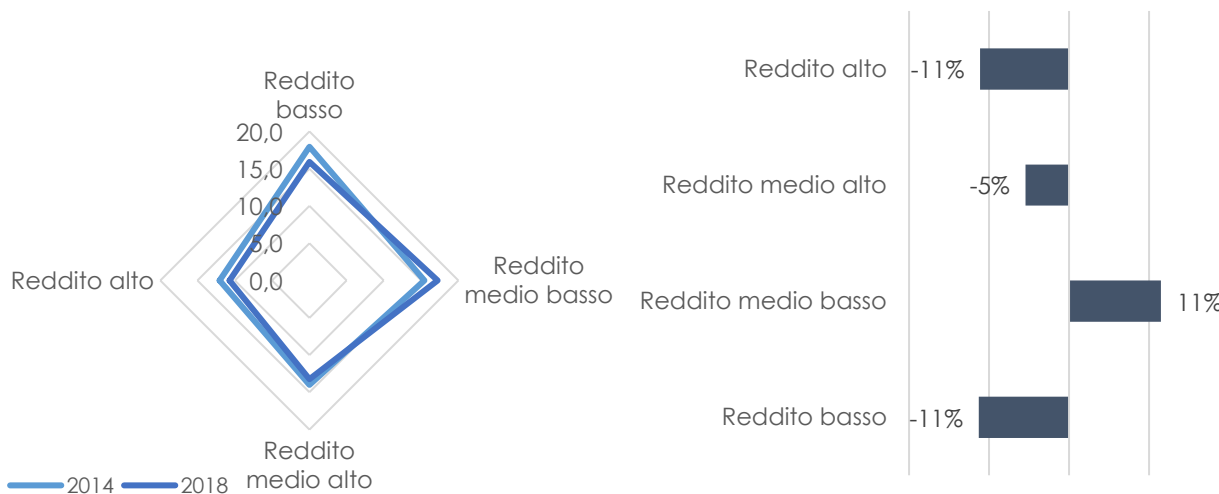 Reddito
basso
20,0
15,0
10,0
5,0
0,0
Reddito alto
Reddito
medio basso
Reddito
medio alto
2014
2018
Reddito alto
-11%
Reddito medio alto
-5%
Reddito medio basso
11%
Reddito basso
-11%